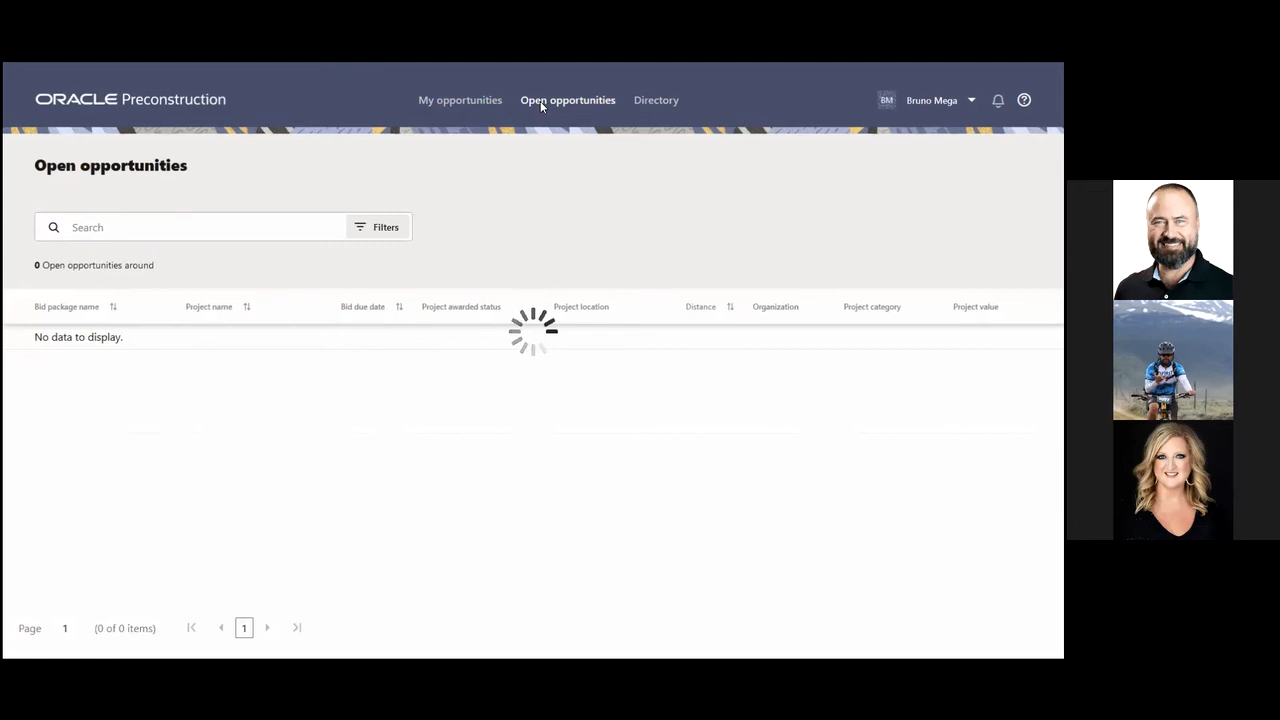 ORACLE Preconstruction
My opportunities Open opportunities Directory
BM Bruno Mega
Open opportunities
Search Filters
0 Open opportunities around
Bid package name Project name Bid due date Project awarded status Project location Distance Organization Project category Project value
No data to display.
Page 1 (0 of 0 items) 1